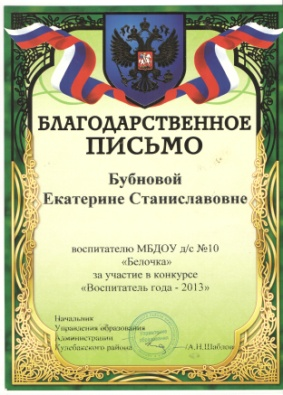 БЛАГОДАРСТВЕННОЕ
ПИСЬМО
Бубновой
Екатерине Станиславовне
воспитателю МБДОУ д/с №10
«Белочка»
за участие в конкурсе
«Воспитатель года - 2013»
Начальник
Управления образования
Администрации
Кулебакского района
/А.Н.Шаблов